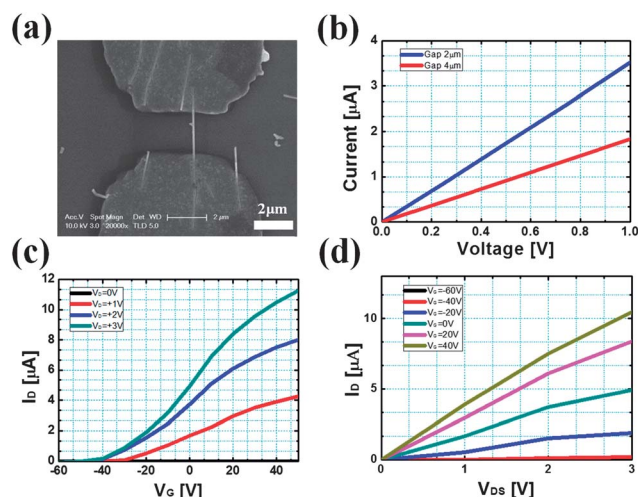 (a)
Acc.V Spot Magn Det WD 2 μm
10.0 kV 3.0 20000x TLD 5.0
2μm
(b)
Current [μA]
4
3
2
1
0
Gap 2μm
Gap 4μm
0.0 0.2 0.4 0.6 0.8 1.0
Voltage [V]
(c)
ID [μA]
12
10
8
6
4
2
0
VD=0V
VD=+1V
VD=+2V
VD=+3V
-60 -40 -20 0 20 40
VG [V]
(d)
ID [μA]
10
5
0
VG=-60V
VG=-40V
VG=-20V
VG=0V
VG=20V
VG=40V
0 1 2 3
VDS [V]